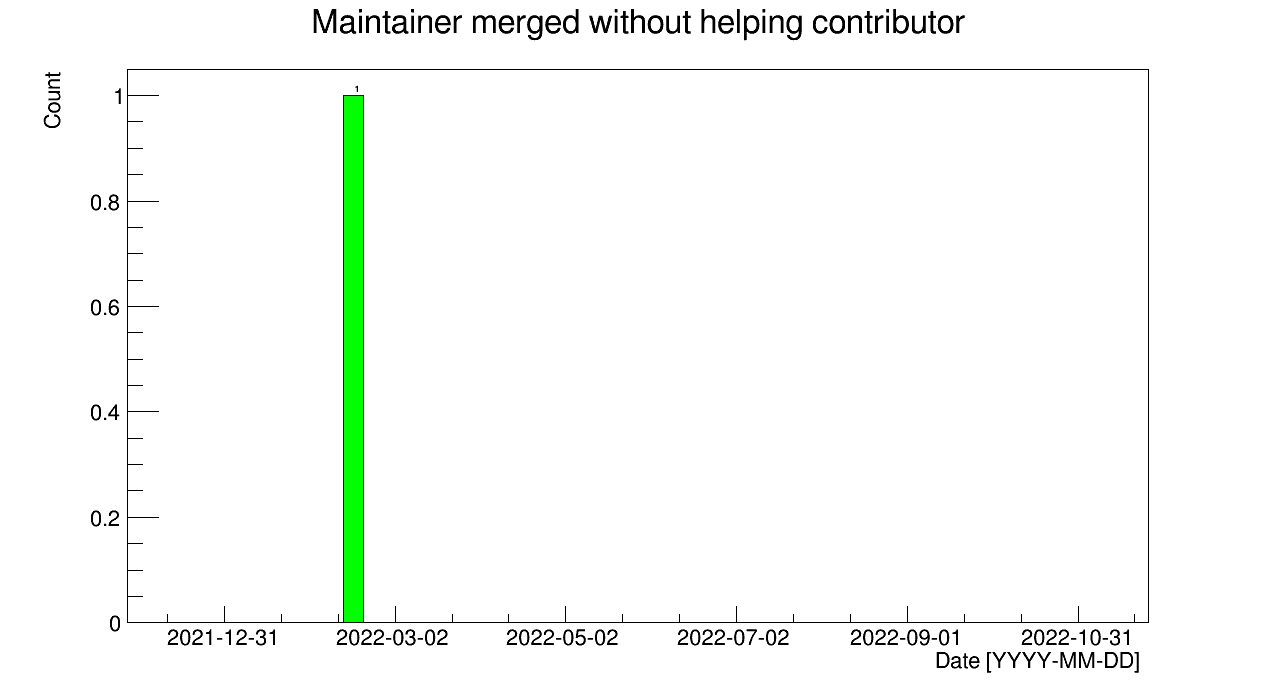 Maintainer merged without helping contributor
Count
1
1
0.8
0.6
0.4
0.2
0
2021-12-31 2022-03-02 2022-05-02 2022-07-02 2022-09-01 2022-10-31
Date [YYYY-MM-DD]